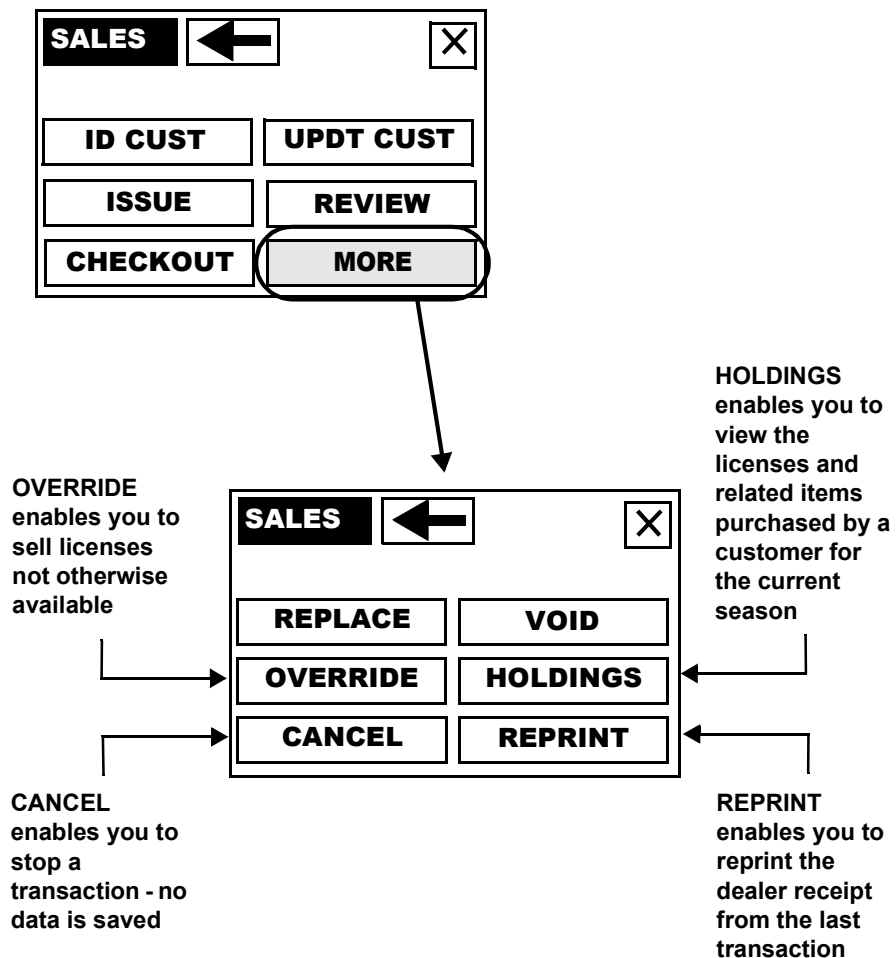 SALES
ID CUST
UPDT CUST
ISSUE
REVIEW
CHECKOUT
MORE
HOLDINGS
enables you to
view the
licenses and
related items
purchased by a
customer for
the current
season
OVERRIDE
enables you to
sell licenses
not otherwise
available
SALES
REPLACE
VOID
OVERRIDE
HOLDINGS
CANCEL
REPRINT
CANCEL
enables you to
stop a
transaction - no
data is saved
REPRINT
enables you to
reprint the
dealer receipt
from the last
transaction